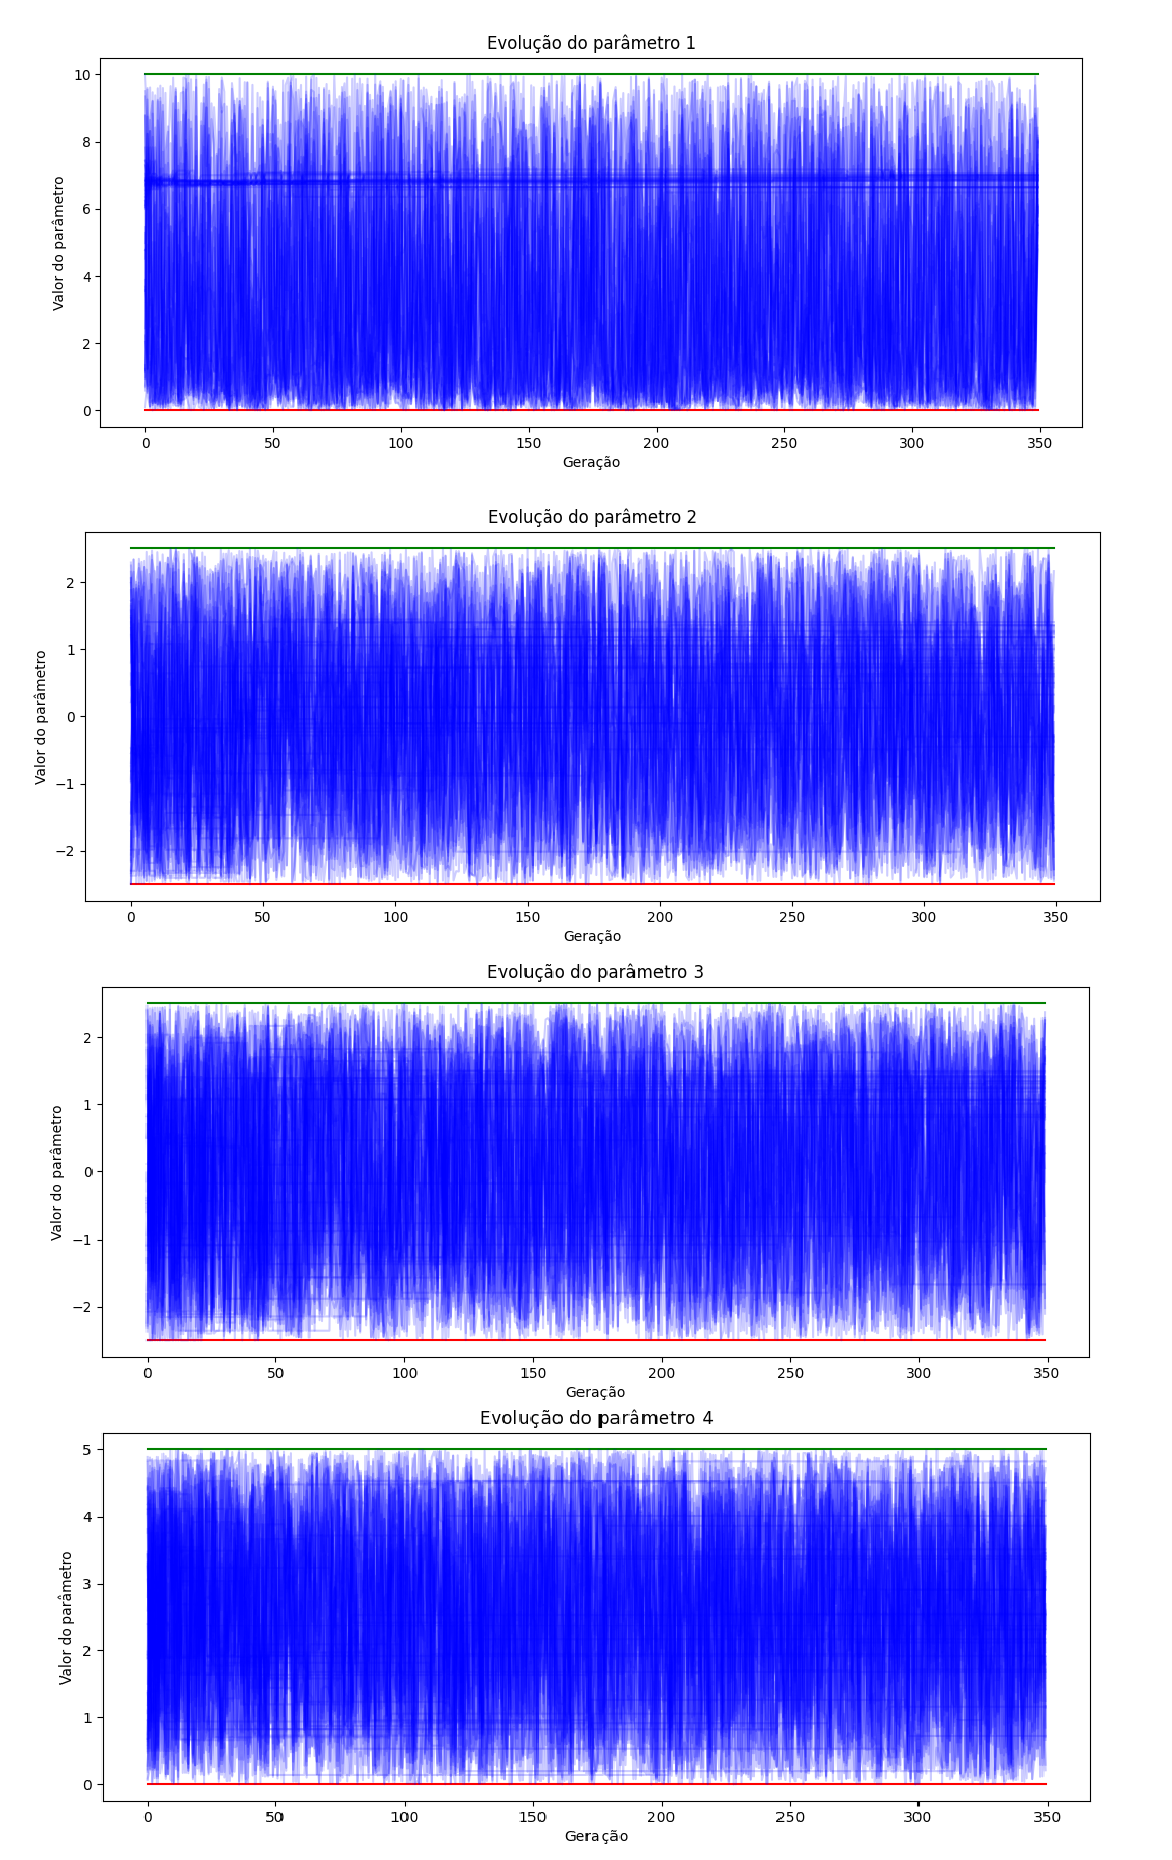 Evolução do parâmetro 1
Valor do parâmetro
10
8
6
4
2
0
0 50 100 150 200 250 300 350
Geração
Evolução do parâmetro 2
Valor do parâmetro
2
1
0
−1
−2
0 50 100 150 200 250 300 350
Geração
Evolução do parâmetro 3
Valor do parâmetro
2
1
0
−1
−2
0 50 100 150 200 250 300 350
Geração
Evolução do parâmetro 4
Valor do parâmetro
5
4
3
2
1
0
0 50 100 150 200 250 300 350
Geração